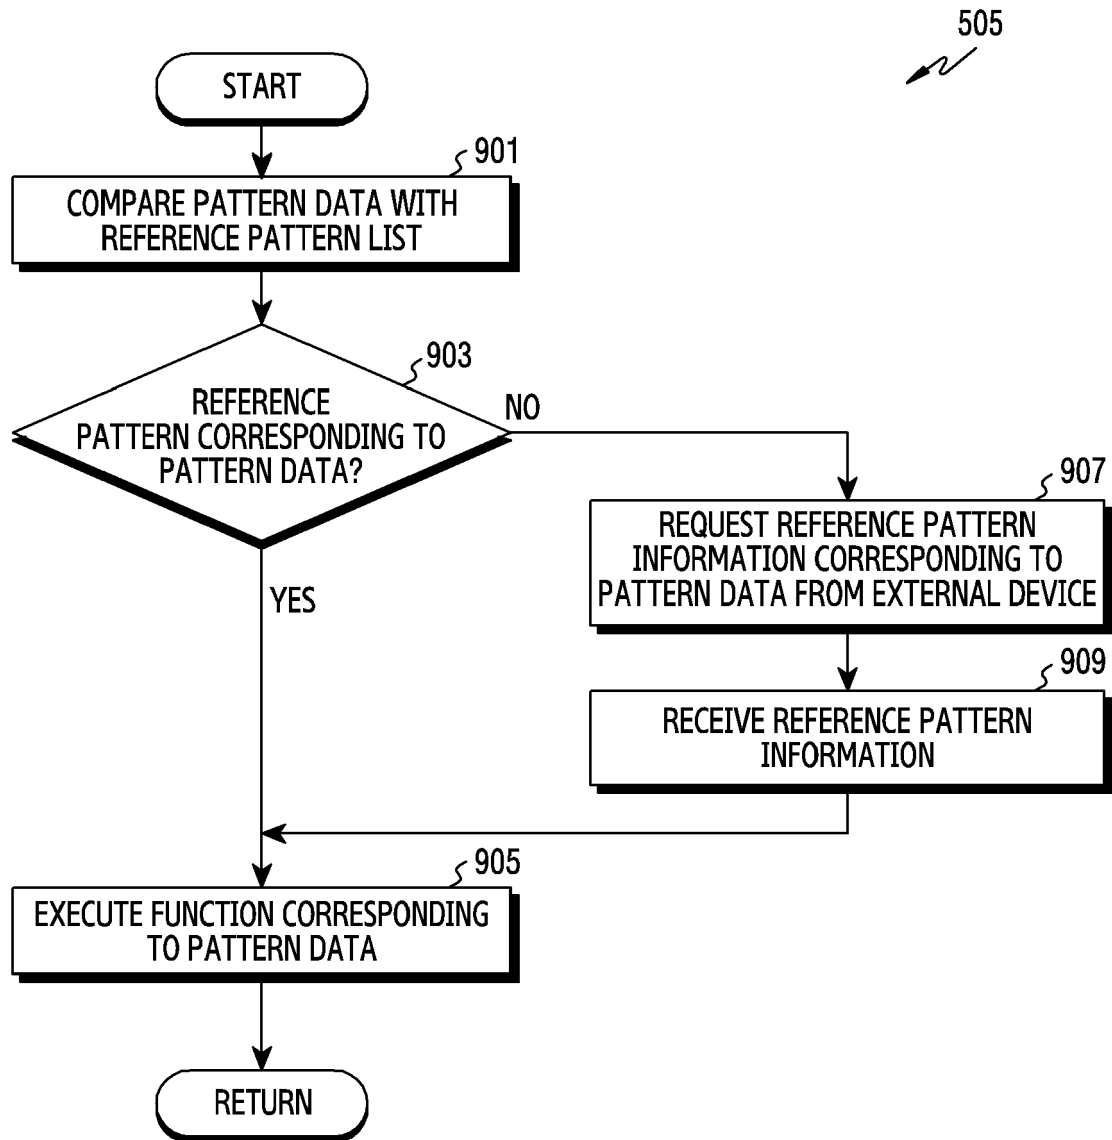 505
START
901
COMPARE PATTERN DATA WITH
REFERENCE PATTERN LIST
903
REFERENCE
PATTERN CORRESPONDING TO
PATTERN DATA?
NO
YES
907
REQUEST REFERENCE PATTERN
INFORMATION CORRESPONDING TO
PATTERN DATA FROM EXTERNAL DEVICE
909
RECEIVE REFERENCE PATTERN
INFORMATION
905
EXECUTE FUNCTION CORRESPONDING
TO PATTERN DATA
RETURN